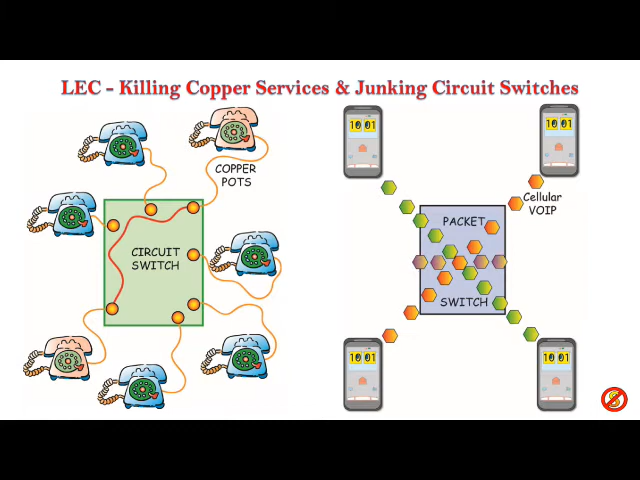 LEC - Killing Copper Services & Junking Circuit Switches
COPPER
POTS
CIRCUIT
SWITCH
10 01
10 01
Cellular
VOIP
PACKET
SWITCH
10 01
10 01